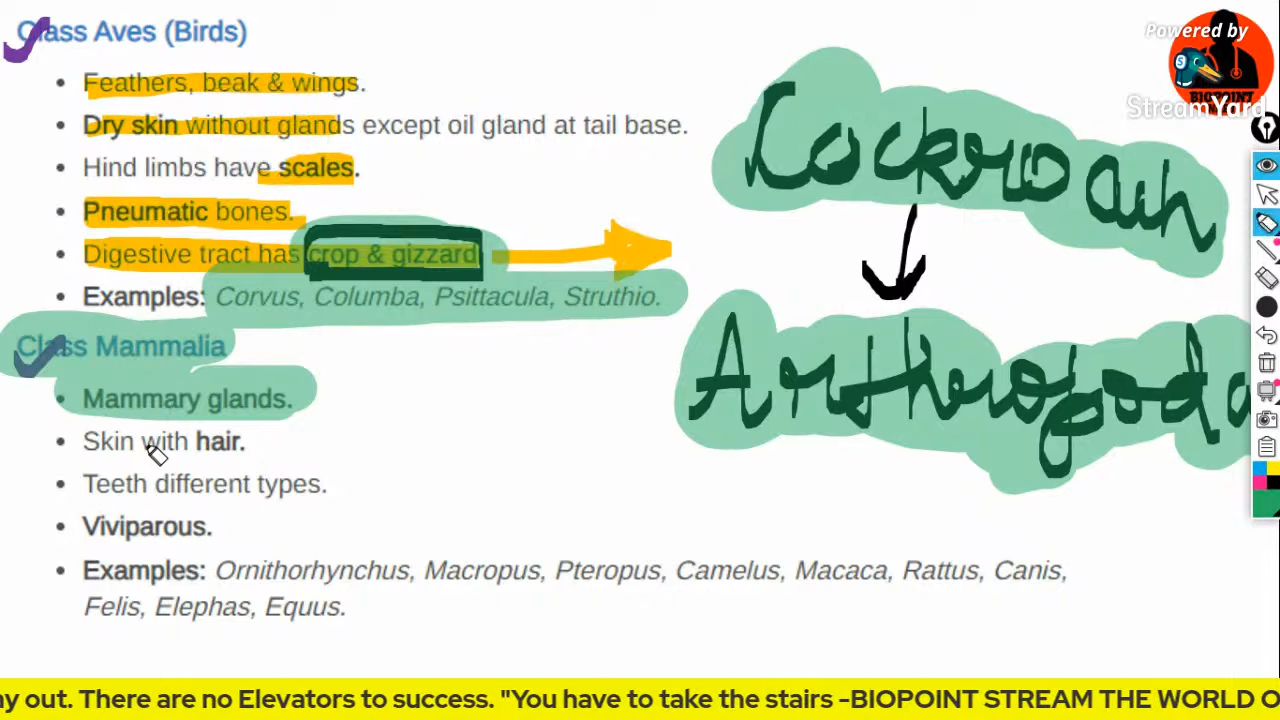 Class Aves (Birds)
• Feathers, beak & wings.
• Dry skin without glands except oil gland at tail base.
• Hind limbs have scales.
• Pneumatic bones.
• Digestive tract has crop & gizzard
• Examples: Corvus, Columba, Psittacula, Struthio.
Class Mammalia
• Mammary glands.
• Skin with hair.
• Teeth different types.
• Viviparous.
• Examples: Ornithorhynchus, Macropus, Pteropus, Camelus, Macaca, Rattus, Canis,
Felis, Elephas, Equus.
Cockroach
Arthropoda
Powered by
S
BIOPOINT
StreamYard
ny out. There are no Elevators to success. "You have to take the stairs -BIOPOINT STREAM THE WORLD O